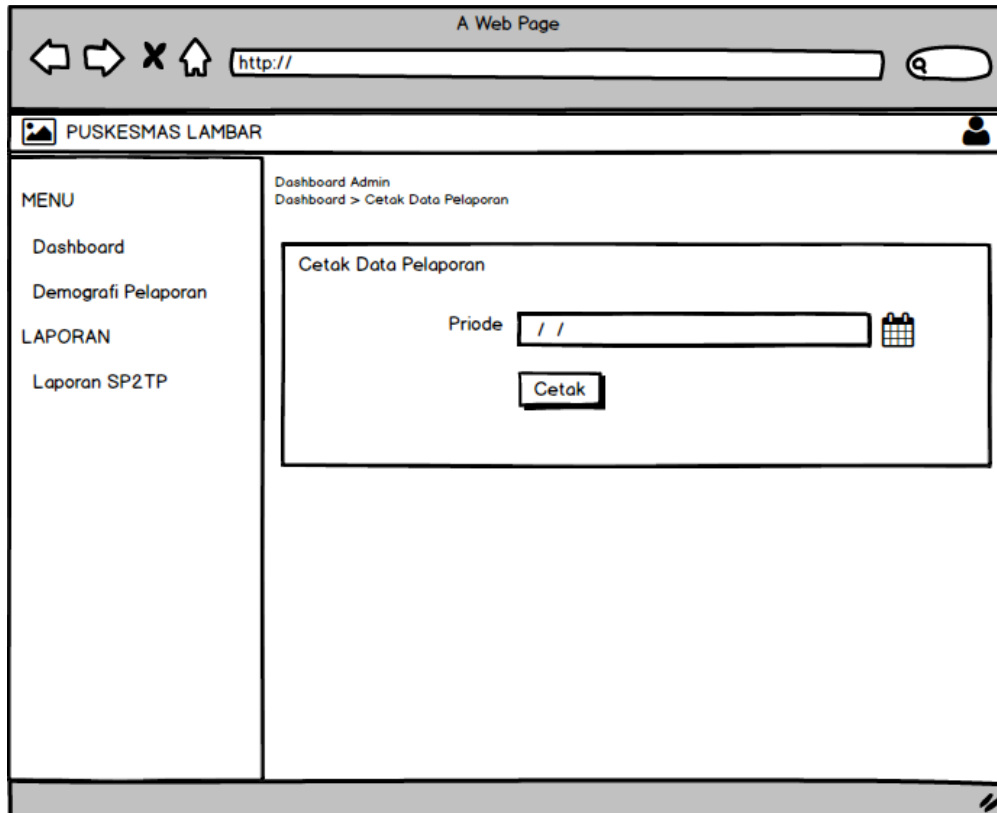 A Web Page
http://
PUSKESMAS LAMBAR
MENU
Dashboard
Demografi Pelaporan
LAPORAN
Laporan SP2TP
Dashboard Admin
Dashboard > Cetak Data Pelaporan
Cetak Data Pelaporan
Priode
/ /
Cetak